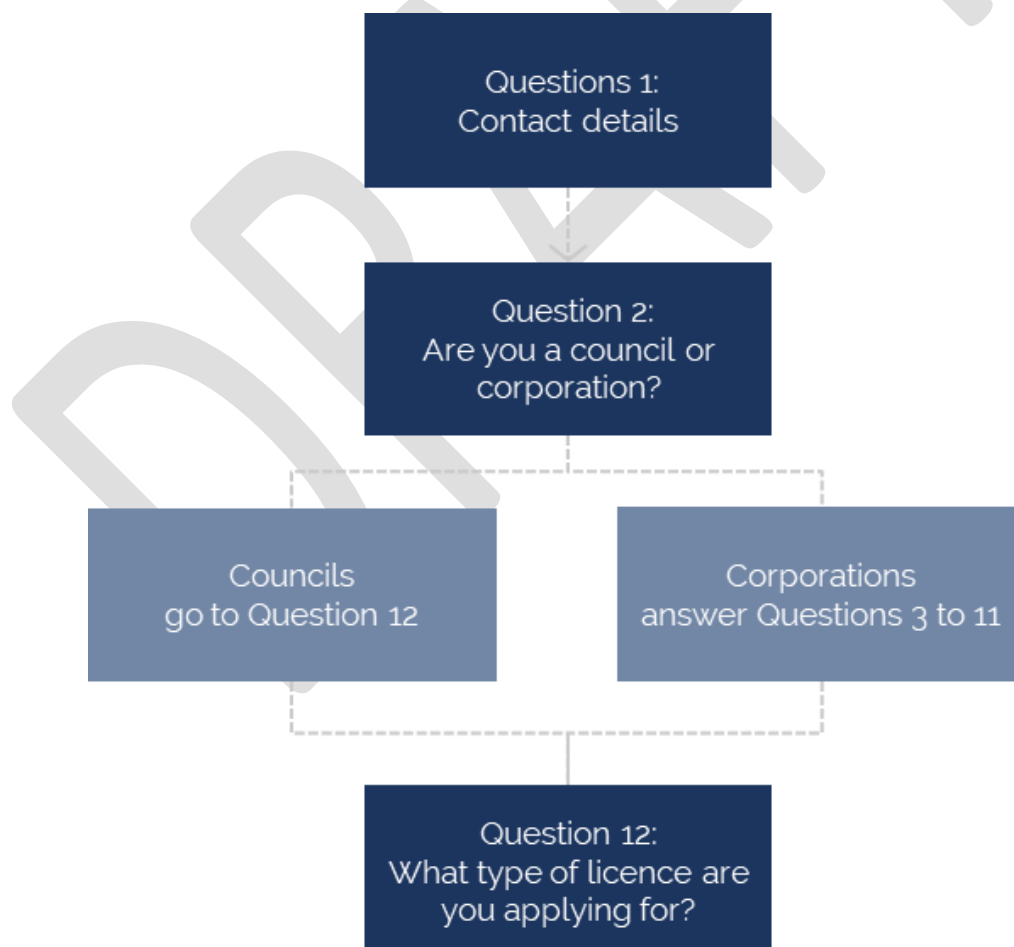 Questions 1:
Contact details
Question 2:
Are you a council or
corporation?
Councils
go to Question 12
Corporations
answer Questions 3 to 11
Question 12:
What type of licence are
you applying for?